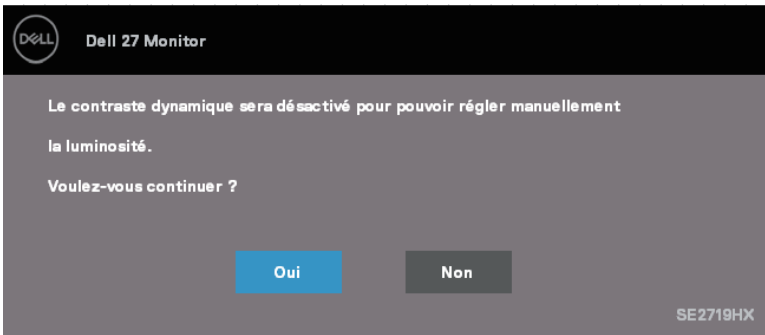 DELL
Dell 27 Monitor
Le contraste dynamique sera désactivé pour pouvoir régler manuellement
la luminosité.
Voulez-vous continuer ?
Oui Non
SE2719HX